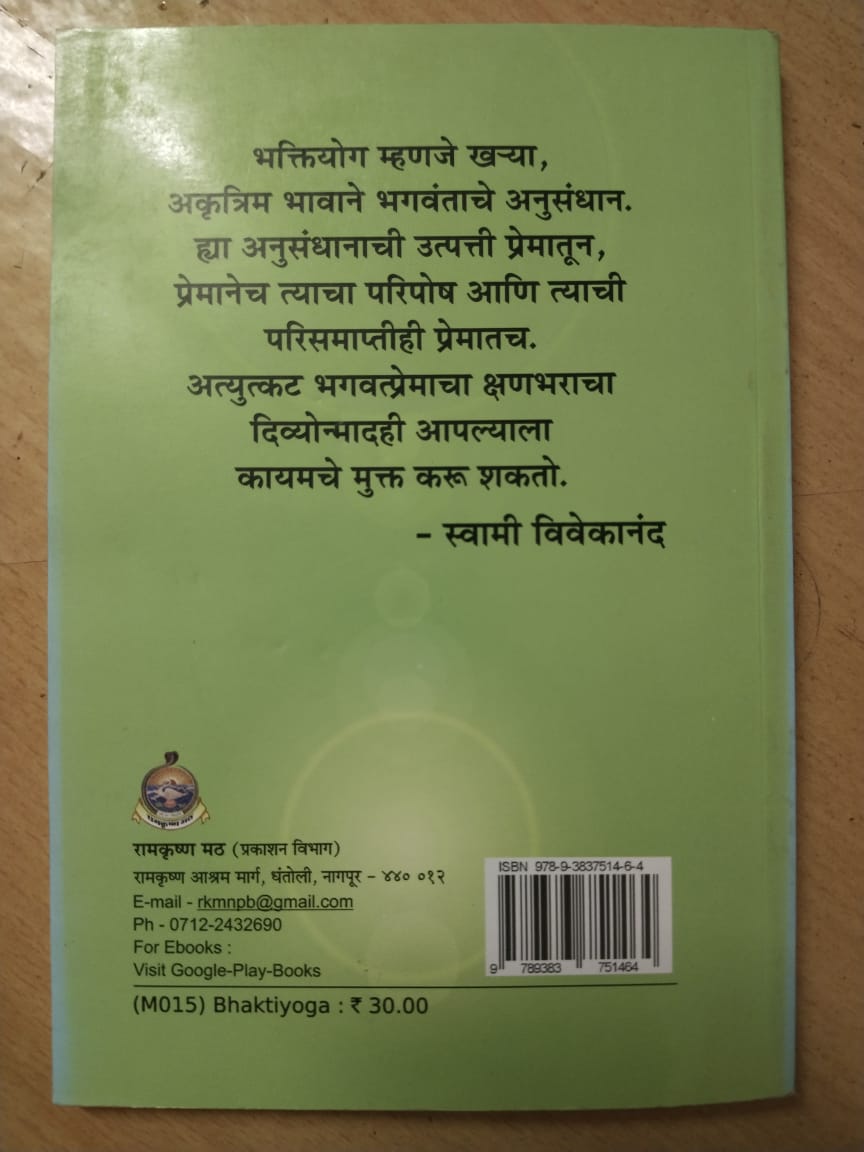 भक्तियोग म्हणजे खऱ्या,
अकृत्रिम भावाने भगवंताचे अनुसंधान.
ह्या अनुसंधानाची उत्पत्ती प्रेमातून,
प्रेमानेच त्याचा परिपोष आणि त्याची
परिसमाप्तीही प्रेमातच.
अत्युत्कट भगवत्प्रेमाचा क्षणभराचा
दिव्योन्मादही आपल्याला
कायमचे मुक्त करू शकतो.
– स्वामी विवेकानंद
रामकृष्ण मठ (प्रकाशन विभाग)
रामकृष्ण आश्रम मार्ग, धंतोली, नागपूर – ४४० ०१२
E-mail - rkmnpb@gmail.com
Ph - 0712-2432690
For Ebooks :
Visit Google-Play-Books
ISBN 978-9-3837514-6-4
9 789383 751464
(M015) Bhaktiyoga : ₹ 30.00